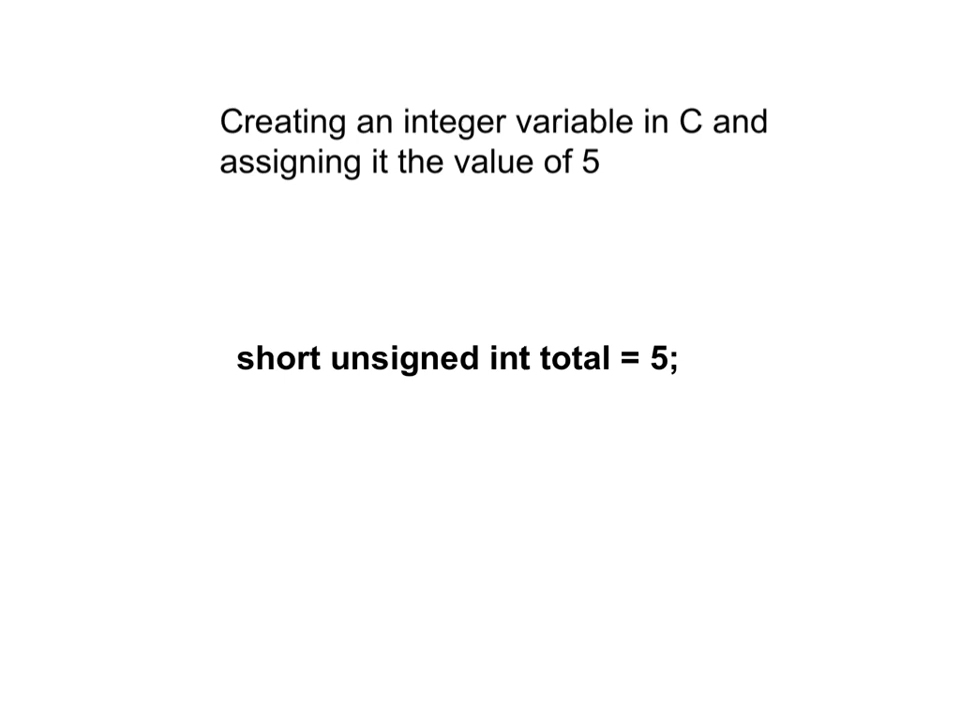 Creating an integer variable in C and
assigning it the value of 5
short unsigned int total = 5;